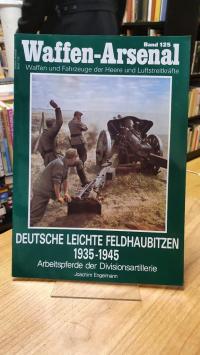 Band 125
Waffen-Arsenal
Waffen und Fahrzeuge der Heere und Luftstreitkräfte
DEUTSCHE LEICHTE FELDHAUBITZEN
1935-1945
Arbeitspferde der Divisionsartillerie
Joachim Engelmann